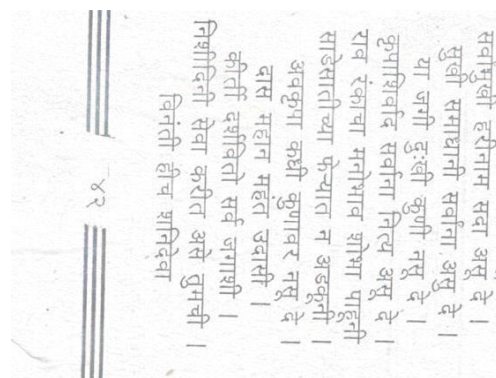 सर्वामुखी हरीनाम सदा असू दे ।
सुखी समाधानी सर्वांना असू दे ।
या जगी दुःखी कुणी नसू दे ।
कृपाशिर्वाद सर्वांना नित्य असू दे ।
राव रंकाचा मनोभाव शोभा पाहूनी
साडेसातीच्या फेऱ्यात न अडकूनी ।
अवकृपा कधी कुणावर नसू दे ।
दास महान महंत उदासी ।
कीर्ती दर्शविते सर्व जगाशी ।
निशीदिनी सेवा करीत असे तुमची ।
विनंती हीच शनिदेवा
४२